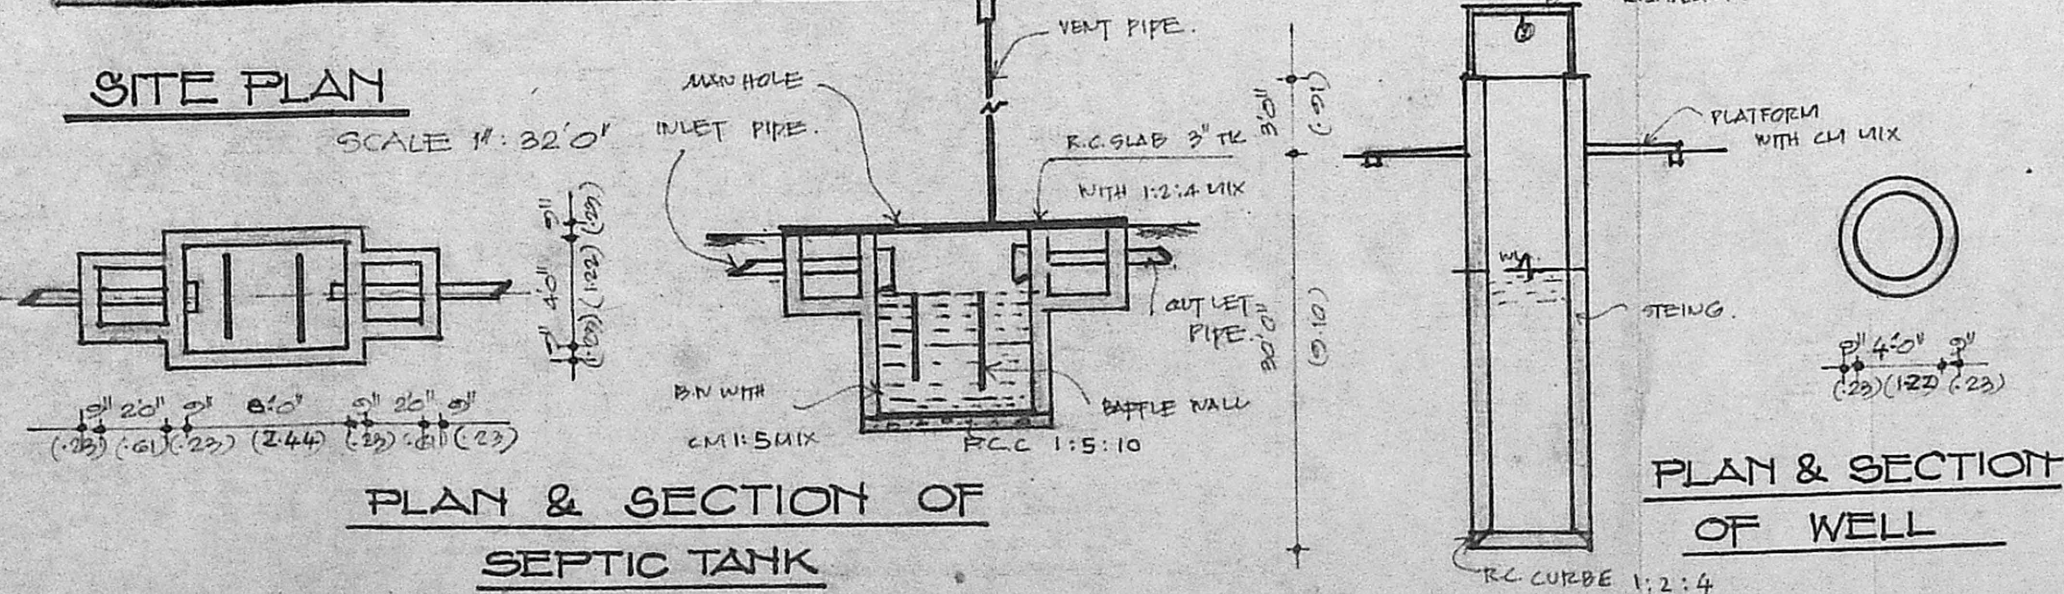 SITE PLAN
SCALE 1": 32'0"
VENT PIPE.
MAN HOLE
INLET PIPE.
R.C. SLAB 3" TK
WITH 1:2:4 MIX
OUTLET
PIPE.
B.W WITH
CM 1:5 MIX
BAFFLE WALL
P.C.C 1:5:10
9" 4'0" 9"
(.23) (1.22) (.23)
9" 2'0" 9" 8'0" 9" 2'0" 9"
(.23) (.61) (.23) (2.44) (.23) (.61) (.23)
PLAN & SECTION OF
SEPTIC TANK
3'0"
(.91)
30'0"
(9.10)
PLATFORM
WITH CM MIX
WL
STEING.
9" 4'0" 9"
(.23) (1.22) (.23)
R.C. CURBE 1:2:4
PLAN & SECTION
OF WELL